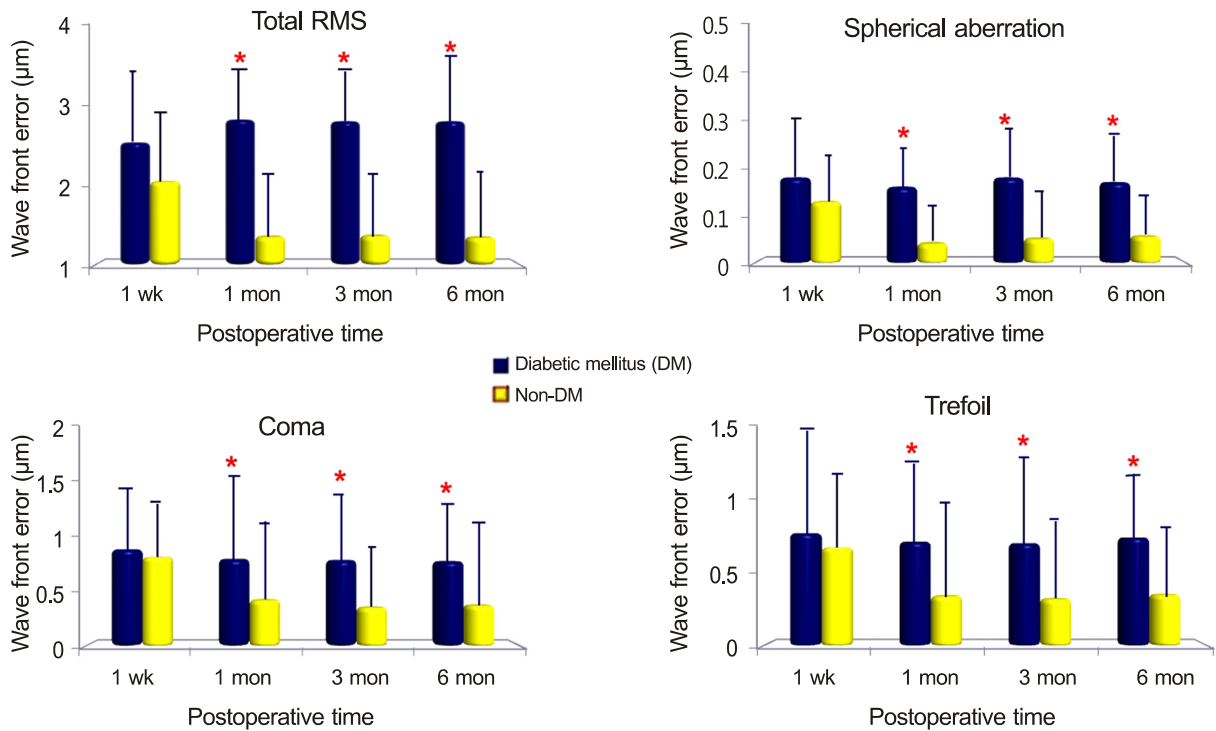 Total RMS
Wave front error (µm)
4
3
2
1
* * *
1 wk 1 mon 3 mon 6 mon
Postoperative time
Spherical aberration
Wave front error (µm)
0.5
0.4
0.3
0.2
0.1
0
* * *
1 wk 1 mon 3 mon 6 mon
Postoperative time
Diabetic mellitus (DM)
Non-DM
Coma
Wave front error (µm)
2
1.5
1
0.5
0
* * *
1 wk 1 mon 3 mon 6 mon
Postoperative time
Trefoil
Wave front error (µm)
1.5
1
0.5
0
* * *
1 wk 1 mon 3 mon 6 mon
Postoperative time